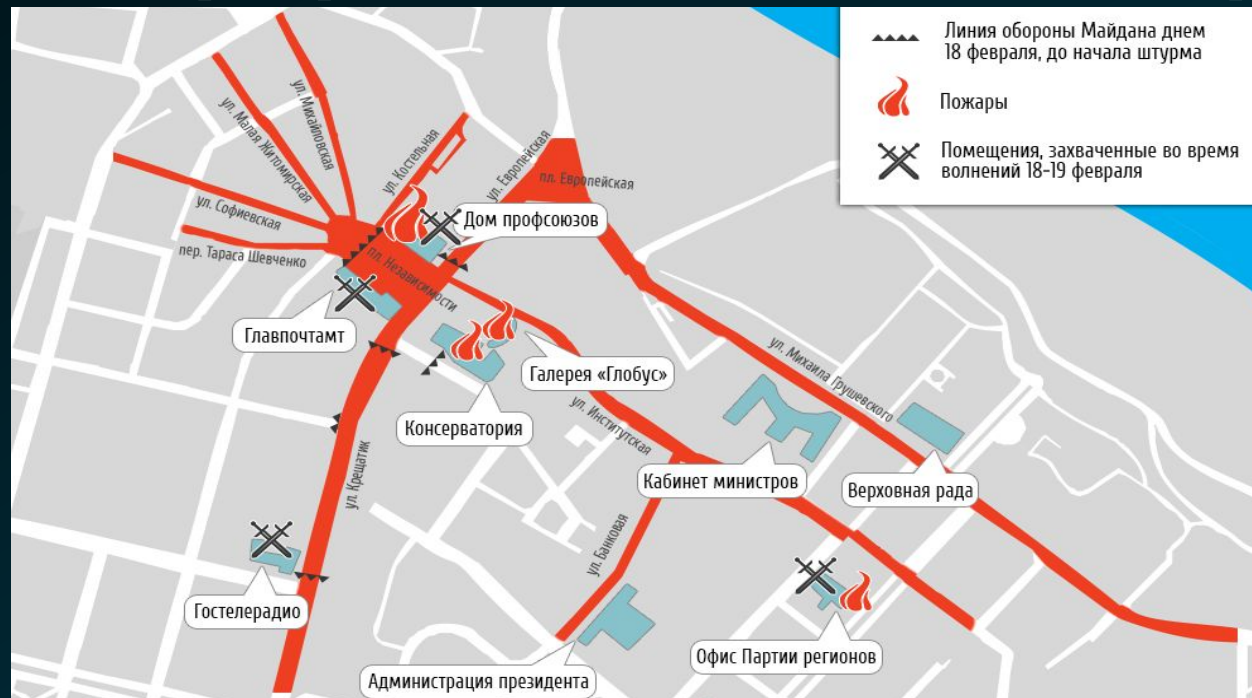 Линия обороны Майдана днем
18 февраля, до начала штурма
Пожары
Помещения, захваченные во время
волнений 18-19 февраля
ул. Михайловская
ул. Малая Житомирская
ул. Костельная
ул. Европейская
пл. Европейская
ул. Софиевская
Дом профсоюзов
пер. Тараса Шевченко
пл. Независимости
Главпочтамт
Галерея «Глобус»
ул. Михаила Грушевского
Консерватория
ул. Институтская
ул. Крещатик
Кабинет министров
Верховная рада
ул. Банковая
Гостелерадио
Офис Партии регионов
Администрация президента